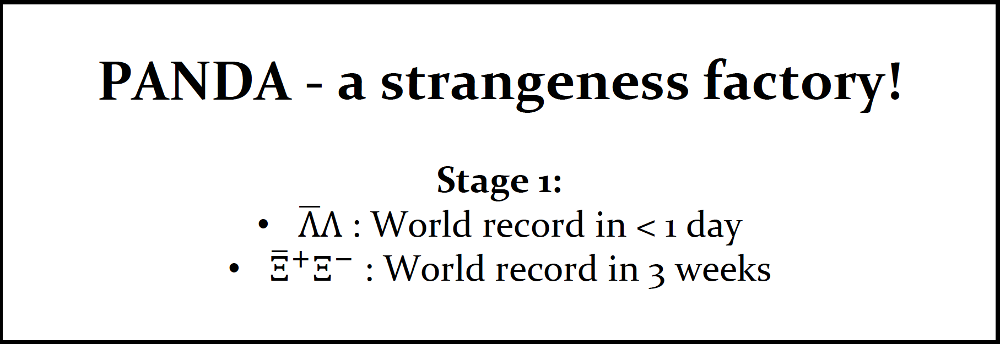 PANDA - a strangeness factory!
Stage 1:
• Λ̅Λ : World record in < 1 day
• Ξ̅⁺Ξ⁻ : World record in 3 weeks